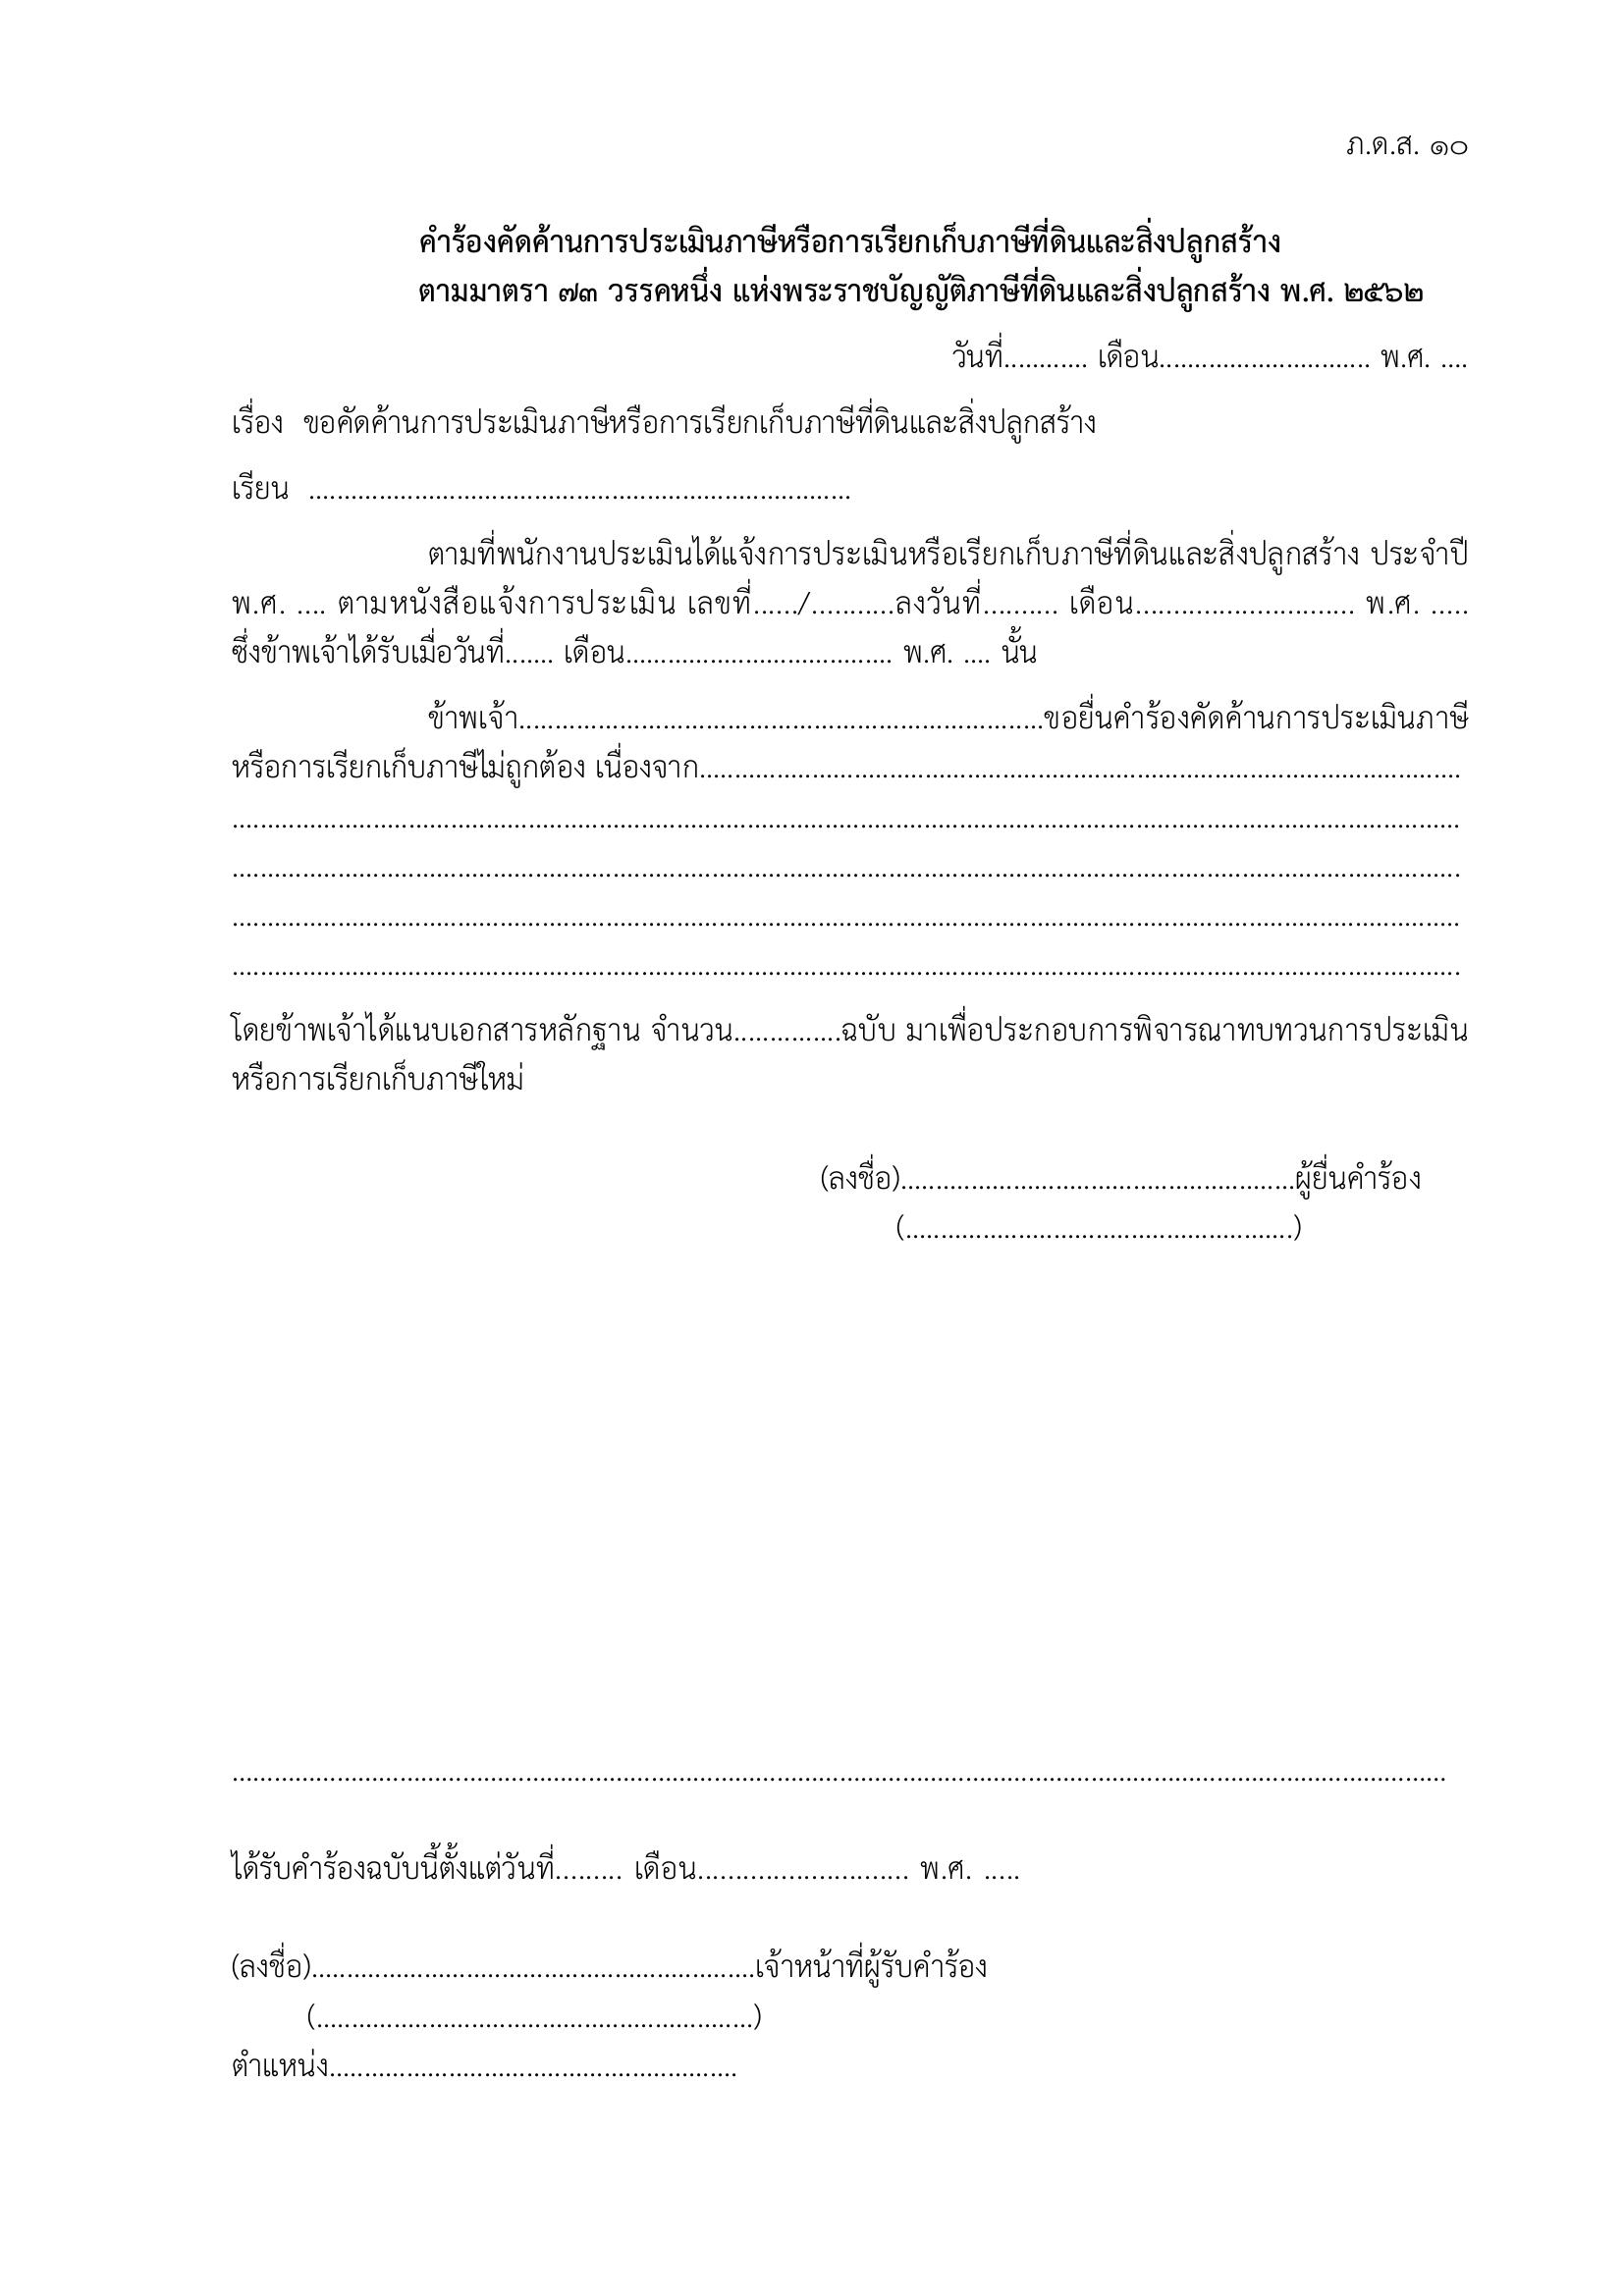 ภ.ด.ส. ๑๐
คำร้องคัดค้านการประเมินภาษีหรือการเรียกเก็บภาษีที่ดินและสิ่งปลูกสร้าง
ตามมาตรา ๗๓ วรรคหนึ่ง แห่งพระราชบัญญัติภาษีที่ดินและสิ่งปลูกสร้าง พ.ศ. ๒๕๖๒
วันที่............ เดือน.............................. พ.ศ. ....
เรื่อง ขอคัดค้านการประเมินภาษีหรือการเรียกเก็บภาษีที่ดินและสิ่งปลูกสร้าง
เรียน .............................................................................
ตามที่พนักงานประเมินได้แจ้งการประเมินหรือเรียกเก็บภาษีที่ดินและสิ่งปลูกสร้าง ประจำปี
พ.ศ. .... ตามหนังสือแจ้งการประเมิน เลขที่....../...........ลงวันที่.......... เดือน............................. พ.ศ. .....
ซึ่งข้าพเจ้าได้รับเมื่อวันที่....... เดือน...................................... พ.ศ. .... นั้น
ข้าพเจ้า..........................................................................ขอยื่นคำร้องคัดค้านการประเมินภาษี
หรือการเรียกเก็บภาษีไม่ถูกต้อง เนื่องจาก............................................................................................................
..............................................................................................................................................................................
..............................................................................................................................................................................
..............................................................................................................................................................................
..............................................................................................................................................................................
โดยข้าพเจ้าได้แนบเอกสารหลักฐาน จำนวน..............ฉบับ มาเพื่อประกอบการพิจารณาทบทวนการประเมิน
หรือการเรียกเก็บภาษีใหม่
(ลงชื่อ)........................................................ผู้ยื่นคำร้อง
(.......................................................)
..............................................................................................................................................................................
ได้รับคำร้องฉบับนี้ตั้งแต่วันที่......... เดือน............................ พ.ศ. .....
(ลงชื่อ)...............................................................เจ้าหน้าที่ผู้รับคำร้อง
(..............................................................)
ตำแหน่ง..........................................................